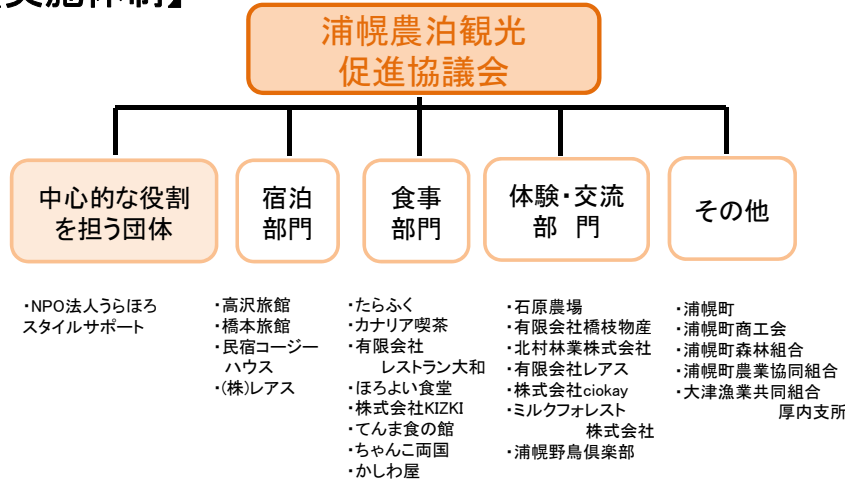 【実施体制】
浦幌農泊観光
促進協議会
中心的な役割
を担う団体
宿泊
部門
食事
部門
体験・交流
部 門
その他
・NPO法人うらほろ
スタイルサポート
・高沢旅館
・橋本旅館
・民宿コージー
ハウス
・(株)レアス
・たらふく
・カナリア喫茶
・有限会社
レストラン大和
・ほろよい食堂
・株式会社KIZKI
・てんま食の館
・ちゃんこ両国
・かしわ屋
・石原農場
・有限会社橋枝物産
・北村林業株式会社
・有限会社レアス
・株式会社ciokay
・ミルクフォレスト
株式会社
・浦幌野鳥倶楽部
・浦幌町
・浦幌町商工会
・浦幌町森林組合
・浦幌町農業協同組合
・大津漁業共同組合
厚内支所